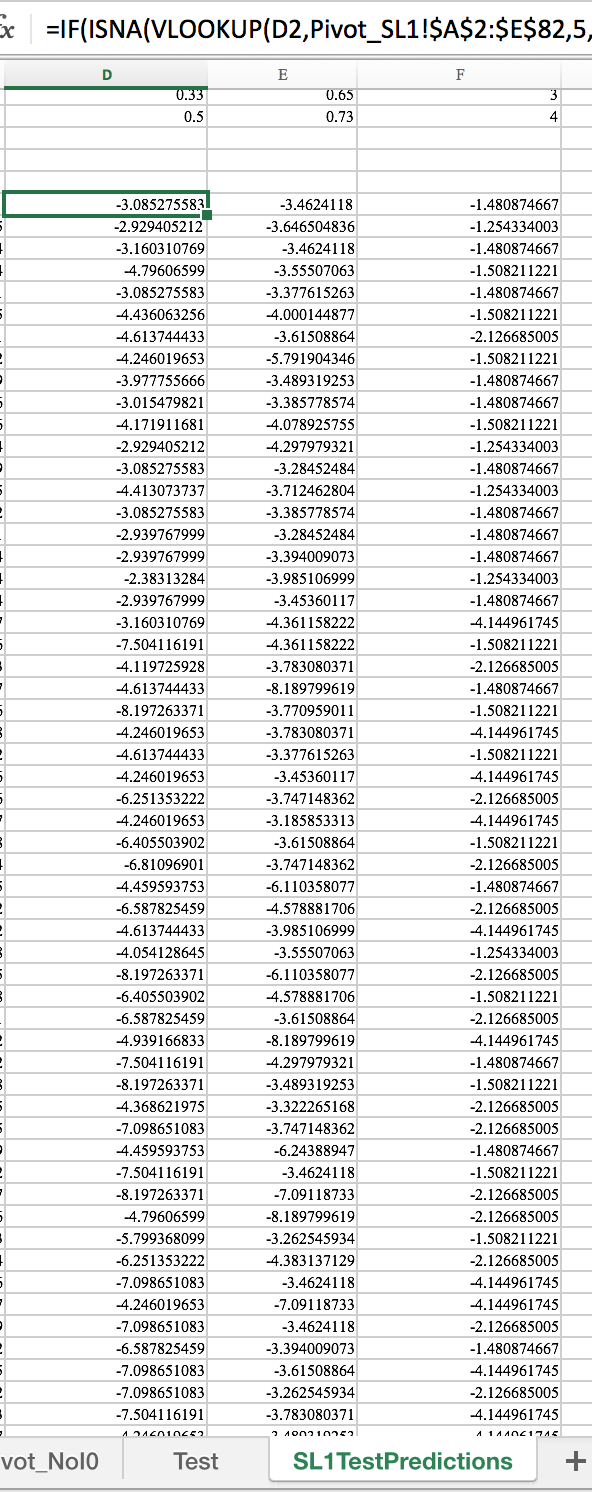 x =IF(ISNA(VLOOKUP(D2,Pivot_SL1!$A$2:$E$82,5,
D E F
0.33 0.65 3
0.5 0.73 4
-3.085275583 -3.4624118 -1.480874667
-2.929405212 -3.646504836 -1.254334003
-3.160310769 -3.4624118 -1.480874667
-4.79606599 -3.55507063 -1.508211221
-3.085275583 -3.377615263 -1.480874667
-4.436063256 -4.000144877 -1.508211221
-4.613744433 -3.61508864 -2.126685005
-4.246019653 -5.791904346 -1.508211221
-3.977755666 -3.489319253 -1.480874667
-3.015479821 -3.385778574 -1.480874667
-4.171911681 -4.078925755 -1.508211221
-2.929405212 -4.297979321 -1.254334003
-3.085275583 -3.28452484 -1.480874667
-4.413073737 -3.712462804 -1.254334003
-3.085275583 -3.385778574 -1.480874667
-2.939767999 -3.28452484 -1.480874667
-2.939767999 -3.394009073 -1.480874667
-2.38313284 -3.985106999 -1.254334003
-2.939767999 -3.45360117 -1.480874667
-3.160310769 -4.361158222 -4.144961745
-7.504116191 -4.361158222 -1.508211221
-4.119725928 -3.783080371 -2.126685005
-4.613744433 -8.189799619 -1.480874667
-8.197263371 -3.770959011 -1.508211221
-4.246019653 -3.783080371 -4.144961745
-4.613744433 -3.377615263 -1.508211221
-4.246019653 -3.45360117 -4.144961745
-6.251353222 -3.747148362 -2.126685005
-4.246019653 -3.185853313 -4.144961745
-6.405503902 -3.61508864 -1.508211221
-6.81096901 -3.747148362 -2.126685005
-4.459593753 -6.110358077 -1.480874667
-6.587825459 -4.578881706 -2.126685005
-4.613744433 -3.985106999 -4.144961745
-4.054128645 -3.55507063 -1.254334003
-8.197263371 -6.110358077 -2.126685005
-6.405503902 -4.578881706 -1.508211221
-6.587825459 -3.61508864 -2.126685005
-4.939166833 -8.189799619 -4.144961745
-7.504116191 -4.297979321 -1.480874667
-8.197263371 -3.489319253 -1.508211221
-4.368621975 -3.322265168 -2.126685005
-7.098651083 -3.747148362 -2.126685005
-4.459593753 -6.24388947 -1.480874667
-7.504116191 -3.4624118 -1.508211221
-8.197263371 -7.09118733 -2.126685005
-4.79606599 -8.189799619 -2.126685005
-5.799368099 -3.262545934 -1.508211221
-6.251353222 -4.383137129 -2.126685005
-7.098651083 -3.4624118 -4.144961745
-4.246019653 -7.09118733 -4.144961745
-7.098651083 -3.4624118 -2.126685005
-6.587825459 -3.394009073 -1.480874667
-7.098651083 -3.61508864 -4.144961745
-7.098651083 -3.262545934 -2.126685005
-7.504116191 -3.783080371 -4.144961745
vot_NoI0 Test SL1TestPredictions +